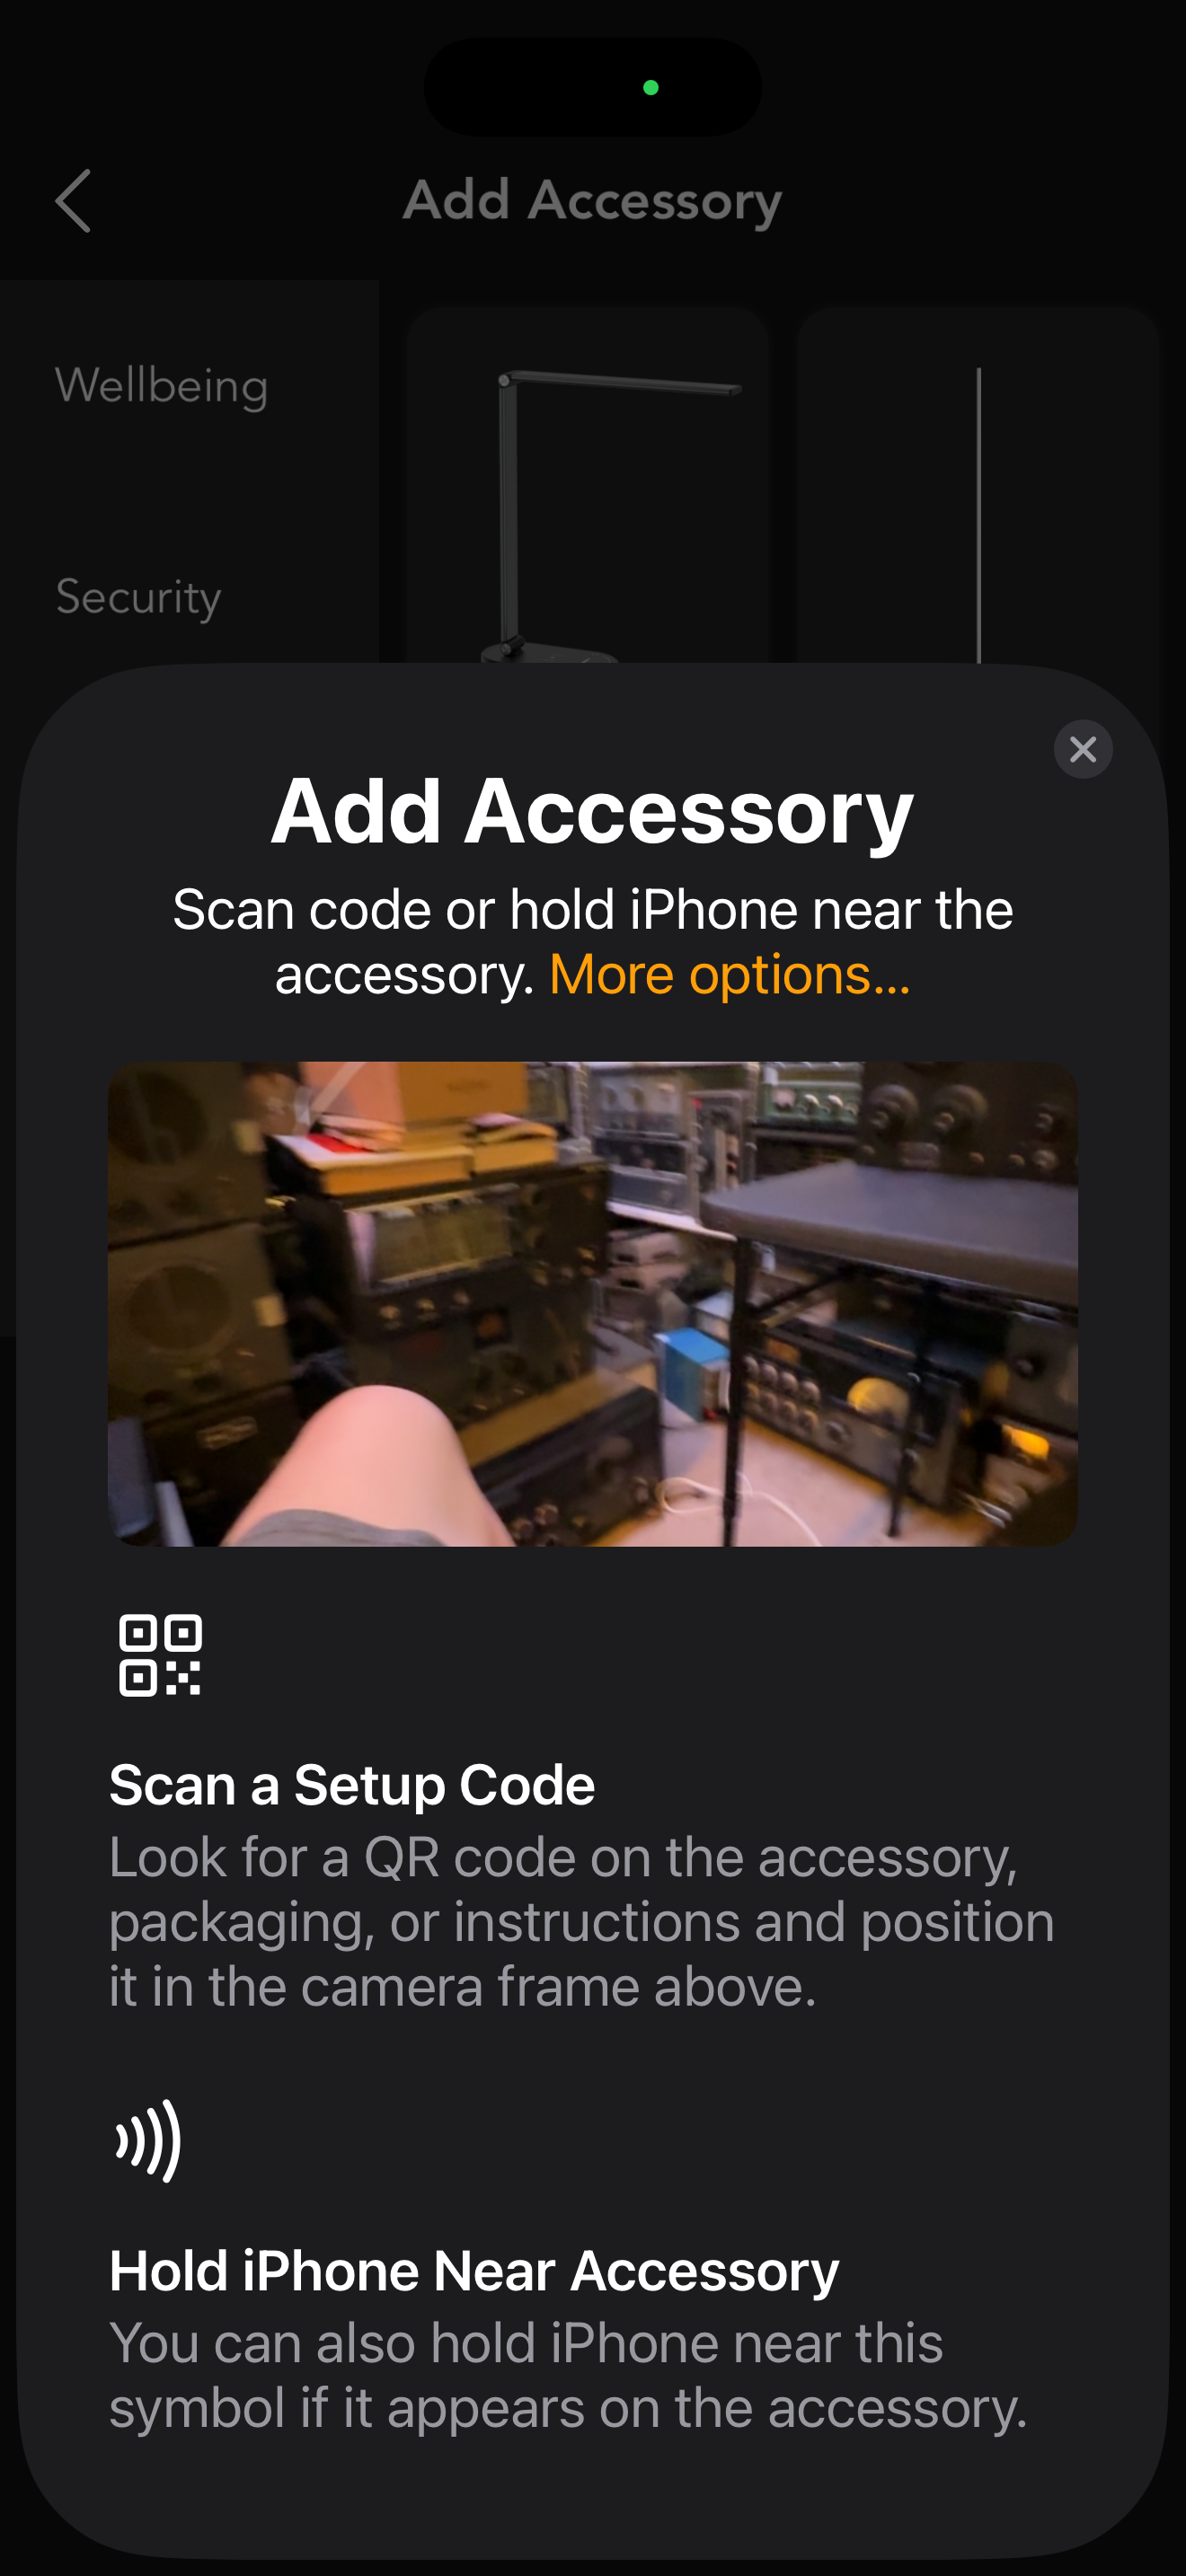 Add Accessory
Wellbeing
Security
Add Accessory
Scan code or hold iPhone near the
accessory. More options...
Scan a Setup Code
Look for a QR code on the accessory,
packaging, or instructions and position
it in the camera frame above.
Hold iPhone Near Accessory
You can also hold iPhone near this
symbol if it appears on the accessory.